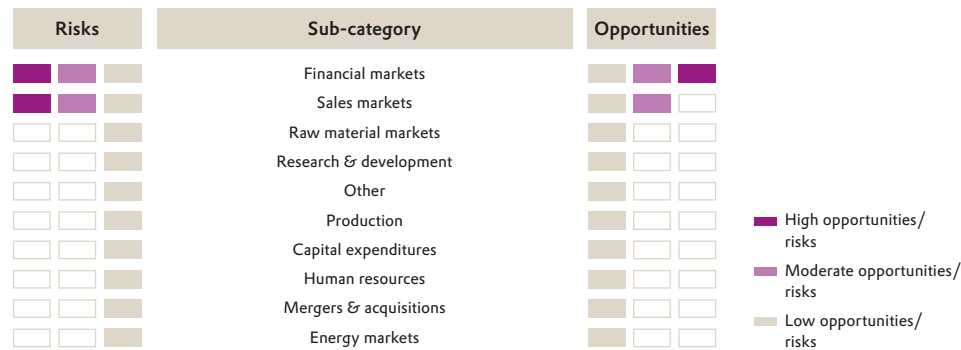 Risks
Sub-category
Opportunities
Financial markets
Sales markets
Raw material markets
Research & development
Other
Production
Capital expenditures
Human resources
Mergers & acquisitions
Energy markets
High opportunities/
risks
Moderate opportunities/
risks
Low opportunities/
risks